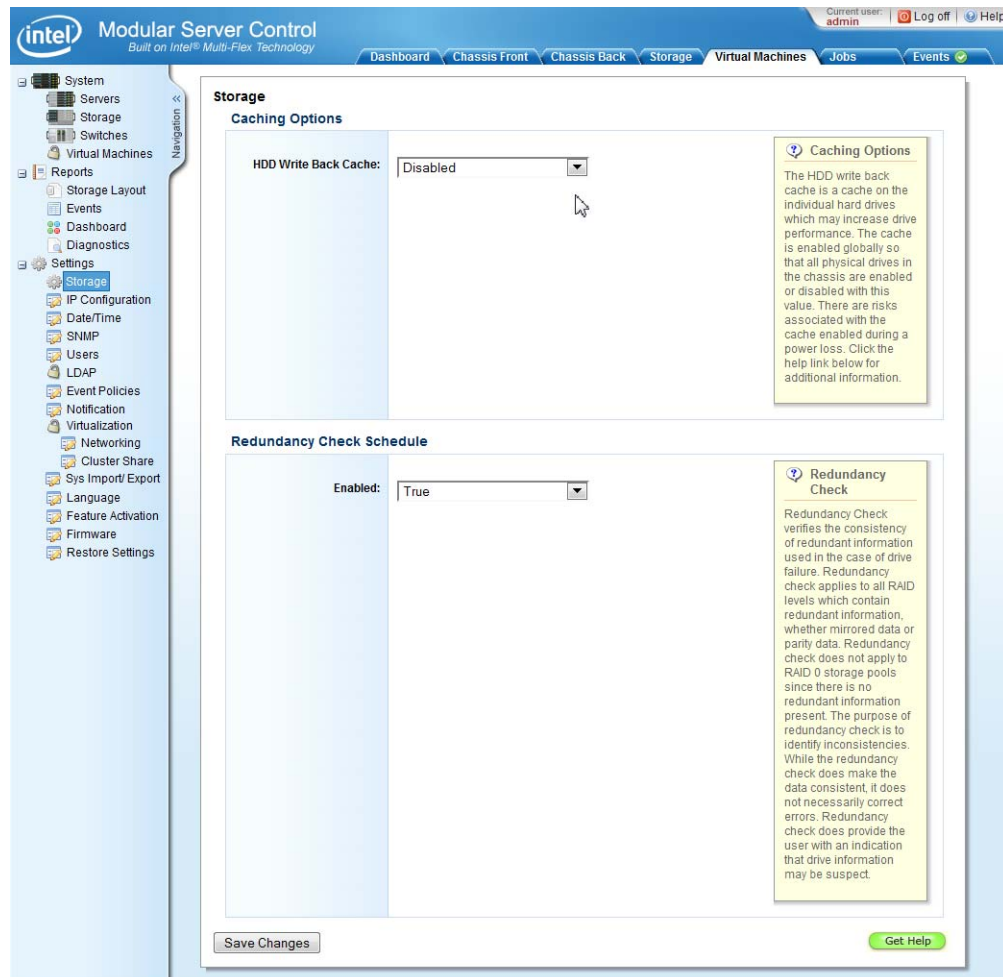 intel
Modular Server Control
Built on Intel® Multi-Flex Technology
Current user:
admin
Log off
Help
Dashboard
Chassis Front
Chassis Back
Storage
Virtual Machines
Jobs
Events
Navigation
System
Servers
Storage
Switches
Virtual Machines
Reports
Storage Layout
Events
Dashboard
Diagnostics
Settings
Storage
IP Configuration
Date/Time
SNMP
Users
LDAP
Event Policies
Notification
Virtualization
Networking
Cluster Share
Sys Import/ Export
Language
Feature Activation
Firmware
Restore Settings
Storage
Caching Options
HDD Write Back Cache:
Disabled
Caching Options
The HDD write back
cache is a cache on the
individual hard drives
which may increase drive
performance. The cache
is enabled globally so
that all physical drives in
the chassis are enabled
or disabled with this
value. There are risks
associated with the
cache enabled during a
power loss. Click the
help link below for
additional information.
Redundancy Check Schedule
Enabled:
True
Redundancy
Check
Redundancy Check
verifies the consistency
of redundant information
used in the case of drive
failure. Redundancy
check applies to all RAID
levels which contain
redundant information,
whether mirrored data or
parity data. Redundancy
check does not apply to
RAID 0 storage pools
since there is no
redundant information
present. The purpose of
redundancy check is to
identify inconsistencies.
While the redundancy
check does make the
data consistent, it does
not necessarily correct
errors. Redundancy
check does provide the
user with an indication
that drive information
may be suspect.
Save Changes
Get Help